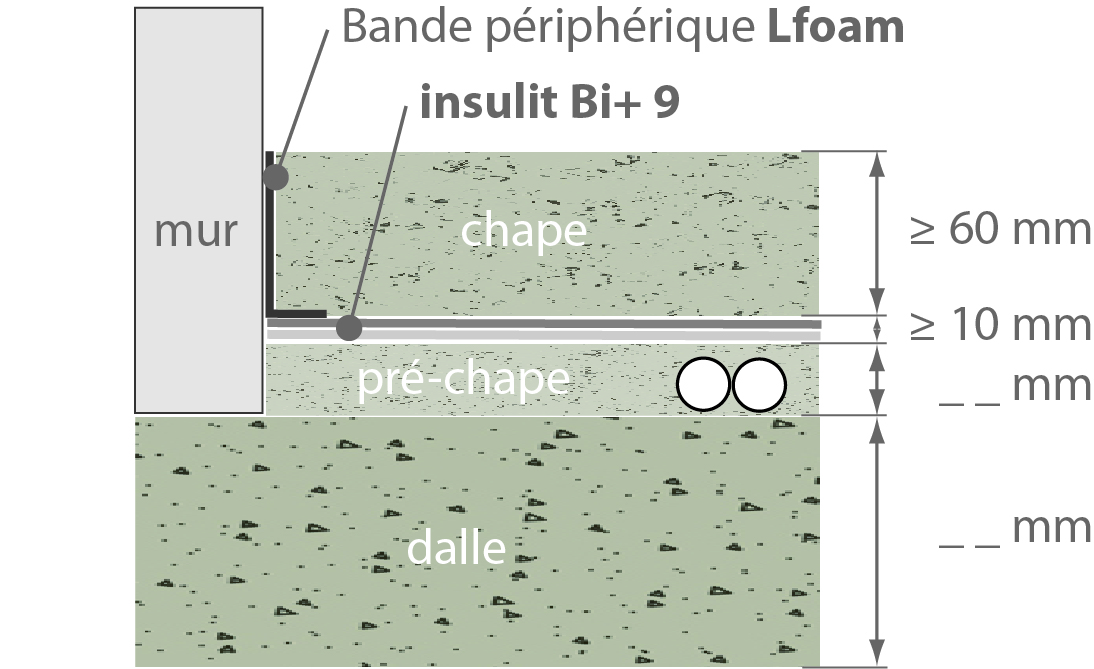 Bande périphérique Lfoam
insulit Bi+ 9
mur
chape
≥ 60 mm
≥ 10 mm
pré-chape
_ _ mm
dalle
_ _ mm